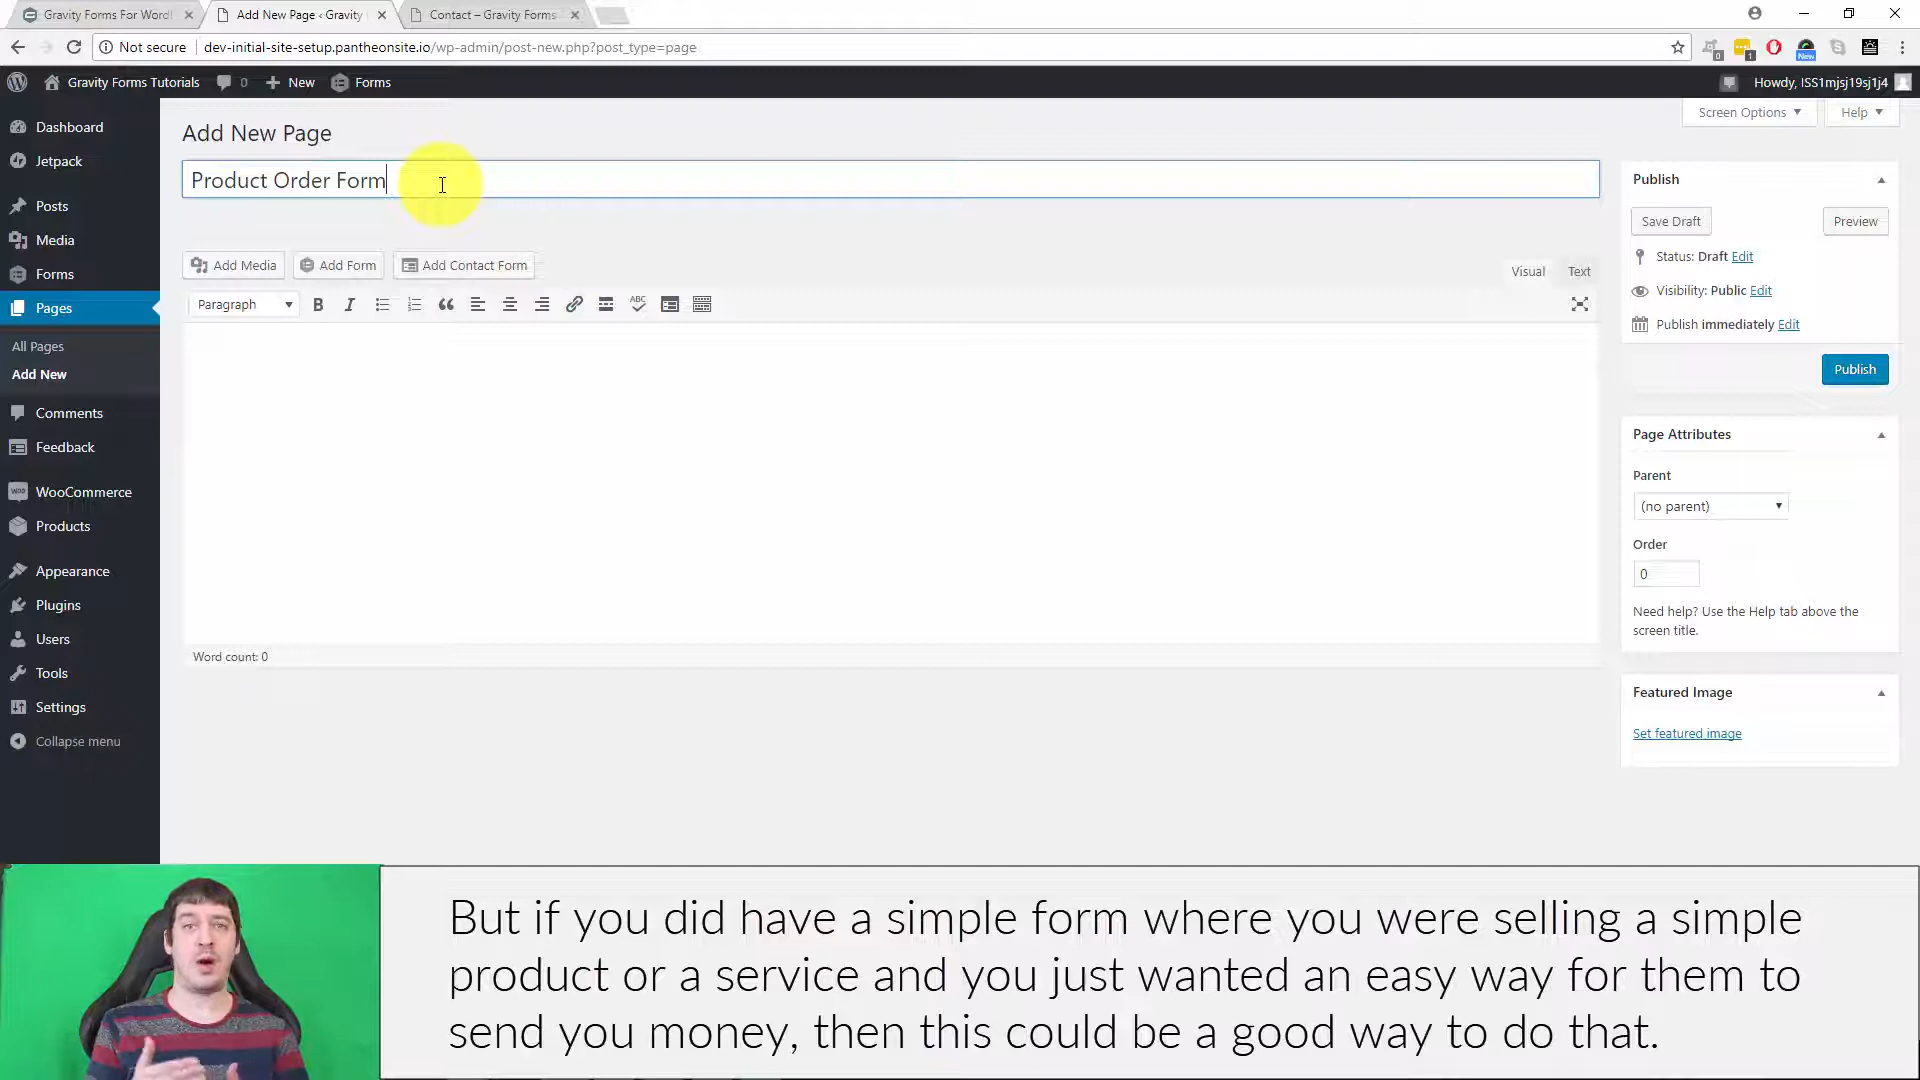 Gravity Forms For Word
Add New Page ‹ Gravity
Contact – Gravity Forms
Not secure
dev-initial-site-setup.pantheonsite.io/wp-admin/post-new.php?post_type=page
0
1
New
Gravity Forms Tutorials
0
New
Forms
Howdy, ISS1mjsj19sj1j4
Screen Options
Help
Dashboard
Jetpack
Posts
Media
Forms
Pages
All Pages
Add New
Comments
Feedback
WooCommerce
Products
Appearance
Plugins
Users
Tools
Settings
Collapse menu
Add New Page
Product Order Form
Add Media
Add Form
Add Contact Form
Visual
Text
Paragraph
B
I
ABC
Word count: 0
Publish
Save Draft
Preview
Status: Draft Edit
Visibility: Public Edit
Publish immediately Edit
Publish
Page Attributes
Parent
(no parent)
Order
0
Need help? Use the Help tab above the
screen title.
Featured Image
Set featured image
But if you did have a simple form where you were selling a simple
product or a service and you just wanted an easy way for them to
send you money, then this could be a good way to do that.